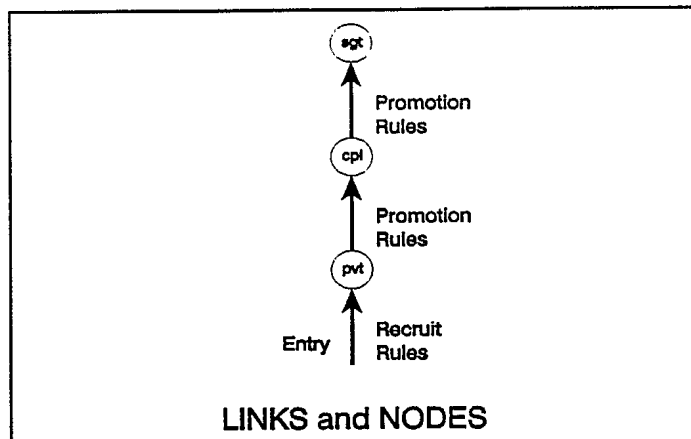 sgt
Promotion
Rules
cpl
Promotion
Rules
pvt
Entry
Recruit
Rules
LINKS and NODES